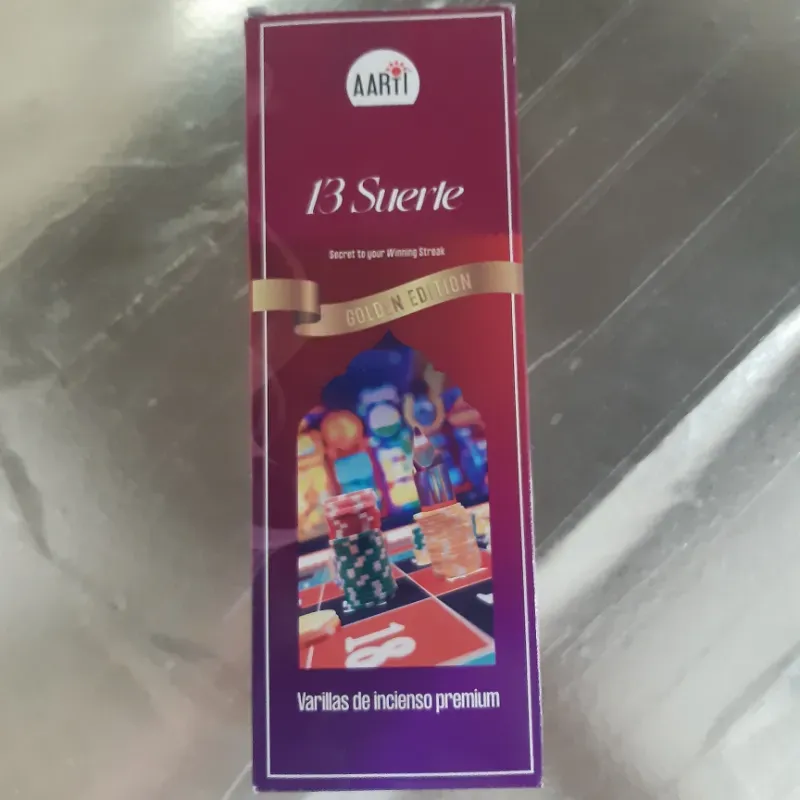 AARTI
13 Suerte
Secret to your Winning Streak
GOLDEN EDITION
18
Varillas de incienso premium